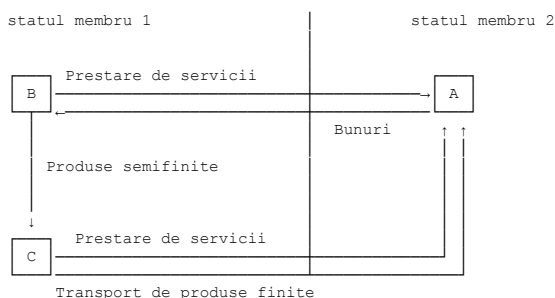 statul membru 1 statul membru 2
Prestare de servicii
B A
Bunuri
Produse semifinite
Prestare de servicii
C
Transport de produse finite